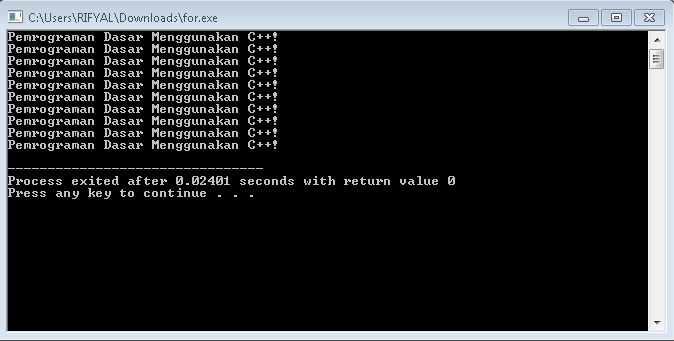 C:\Users\RIFYAL\Downloads\for.exe
Pemrograman Dasar Menggunakan C++!
Pemrograman Dasar Menggunakan C++!
Pemrograman Dasar Menggunakan C++!
Pemrograman Dasar Menggunakan C++!
Pemrograman Dasar Menggunakan C++!
Pemrograman Dasar Menggunakan C++!
Pemrograman Dasar Menggunakan C++!
Pemrograman Dasar Menggunakan C++!
Pemrograman Dasar Menggunakan C++!
Pemrograman Dasar Menggunakan C++!
--------------------------------
Process exited after 0.02401 seconds with return value 0
Press any key to continue . . .